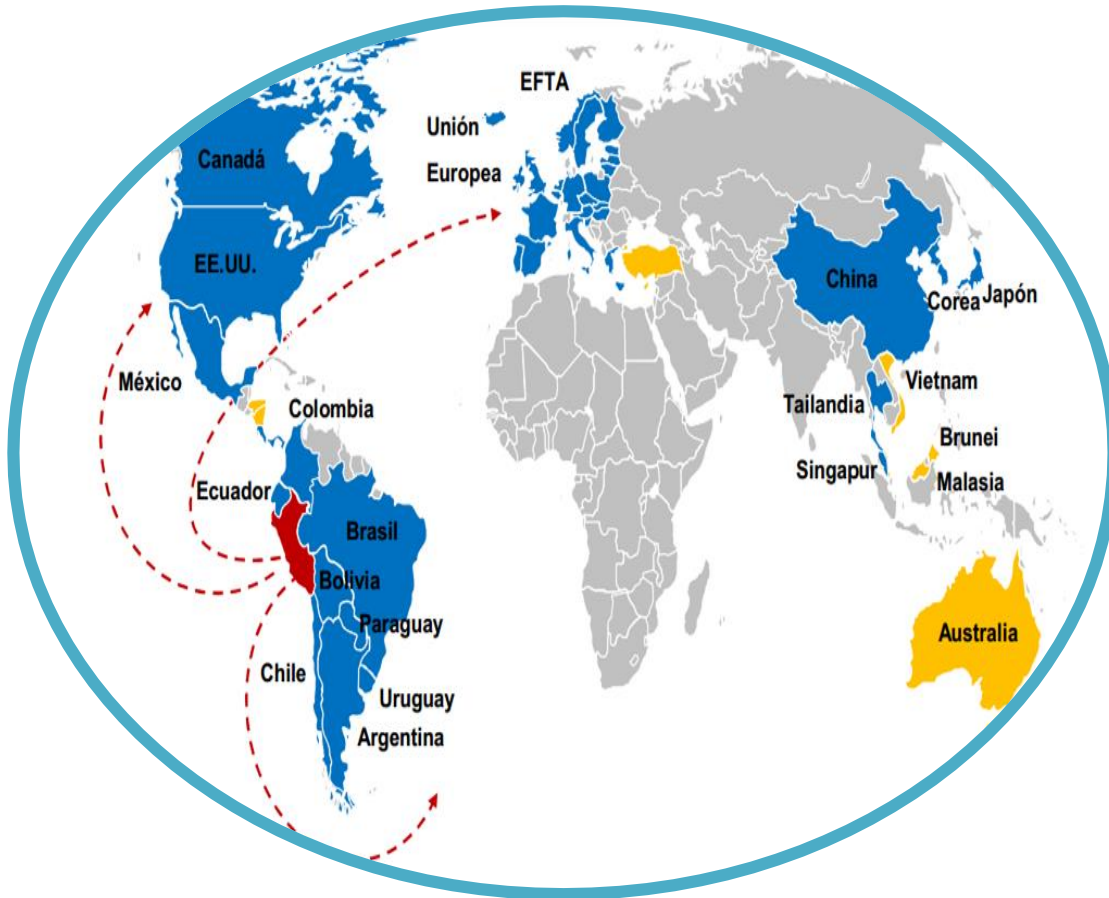 EFTA
Unión
Europea
Canadá
EE.UU.
China
Corea
Japón
México
Colombia
Vietnam
Tailandia
Brunei
Singapur
Malasia
Ecuador
Brasil
Bolivia
Paraguay
Australia
Chile
Uruguay
Argentina